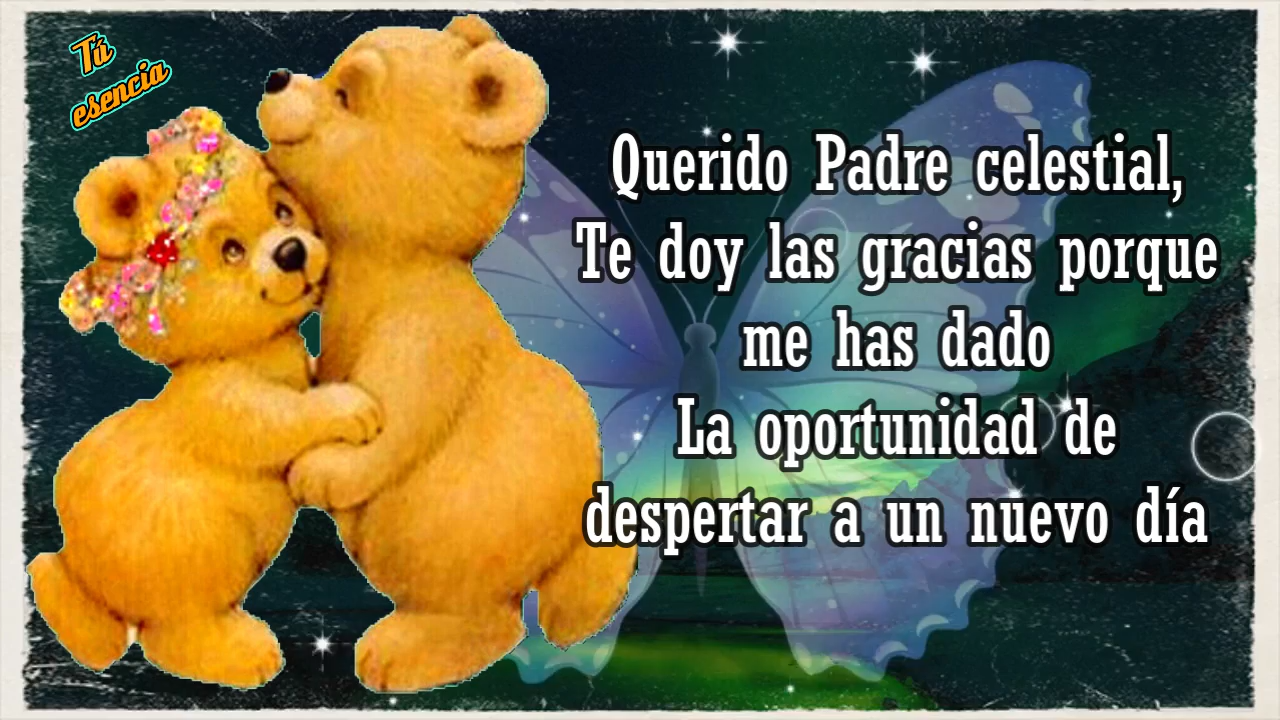 Tú
esencia
Querido Padre celestial,
Te doy las gracias porque
me has dado
La oportunidad de
despertar a un nuevo día